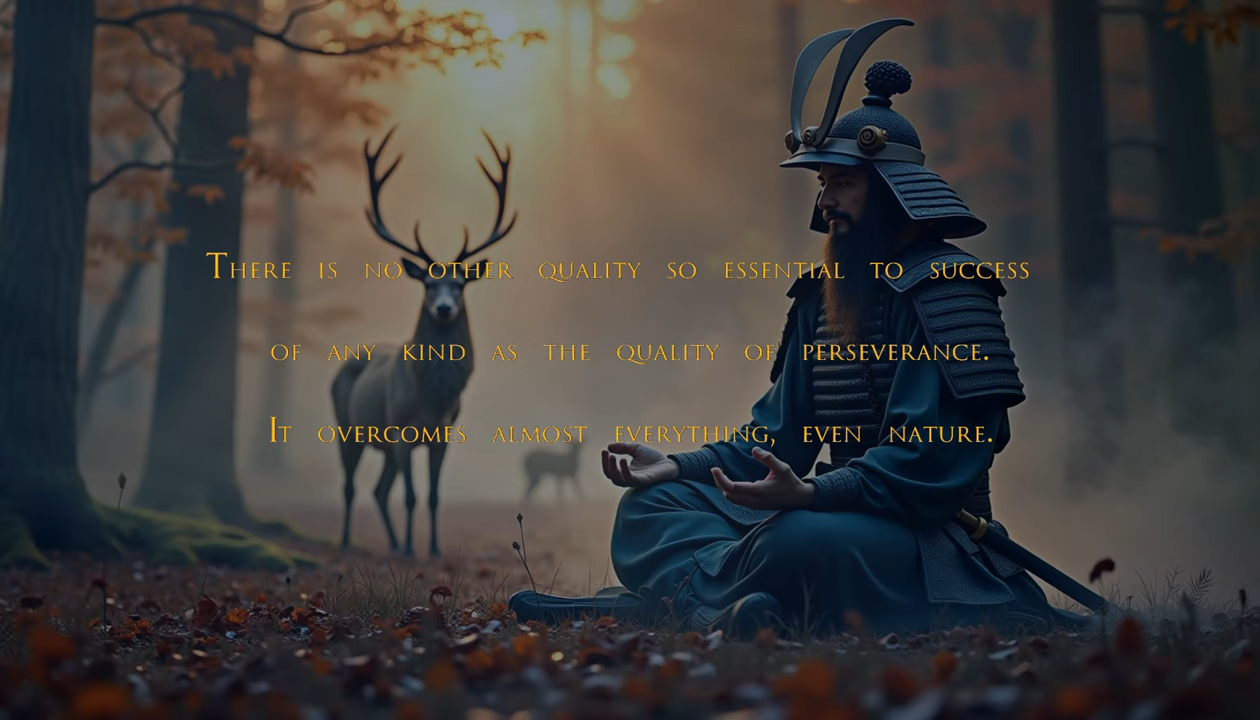 There is no other quality so essential to success
of any kind as the quality of perseverance.
It overcomes almost everything, even nature.